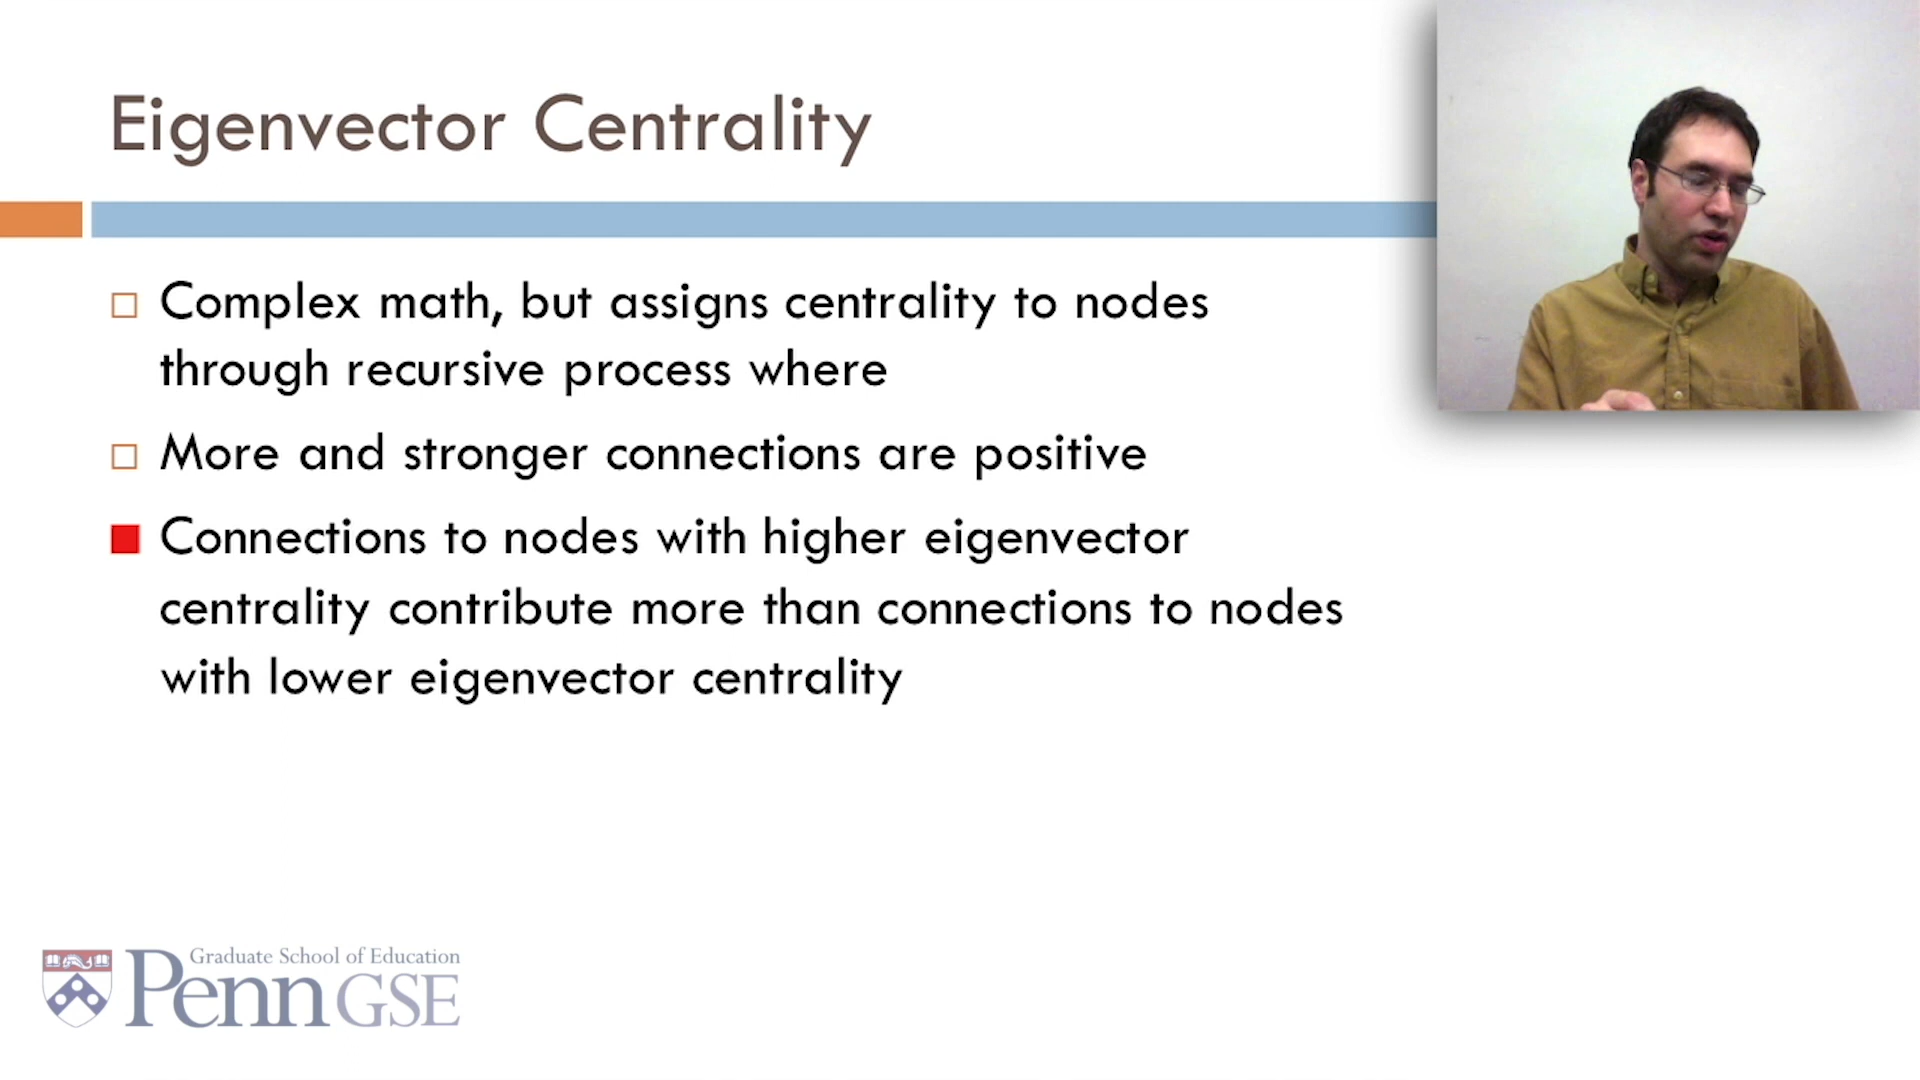 Eigenvector Centrality
Complex math, but assigns centrality to nodes
through recursive process where
More and stronger connections are positive
Connections to nodes with higher eigenvector
centrality contribute more than connections to nodes
with lower eigenvector centrality
Graduate School of Education
Penn GSE